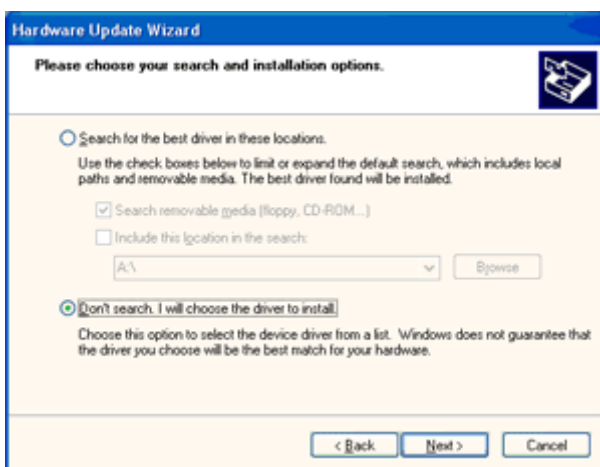 Hardware Update Wizard
Please choose your search and installation options.
Search for the best driver in these locations.
Use the check boxes below to limit or expand the default search, which includes local
paths and removable media. The best driver found will be installed.
Search removable media (floppy, CD-ROM...)
Include this location in the search:
A:\
Browse
Don't search. I will choose the driver to install.
Choose this option to select the device driver from a list. Windows does not guarantee that
the driver you choose will be the best match for your hardware.
< Back Next > Cancel